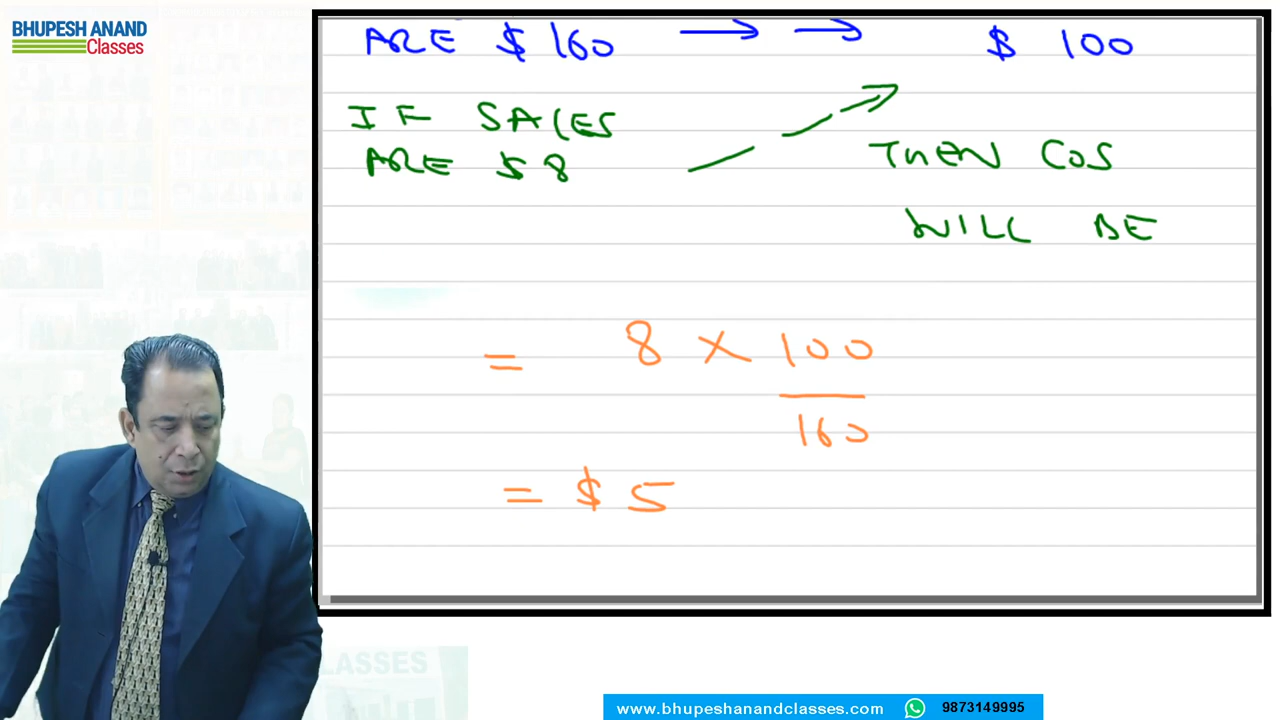 BHUPESH ANAND
Classes
ARE $ 160 → → $ 100
IF SALES
ARE $ 8
THEN COS
WILL BE
= 8 × 100
160
= $ 5
LASSES
www.bhupeshanandclasses.com 9873149995